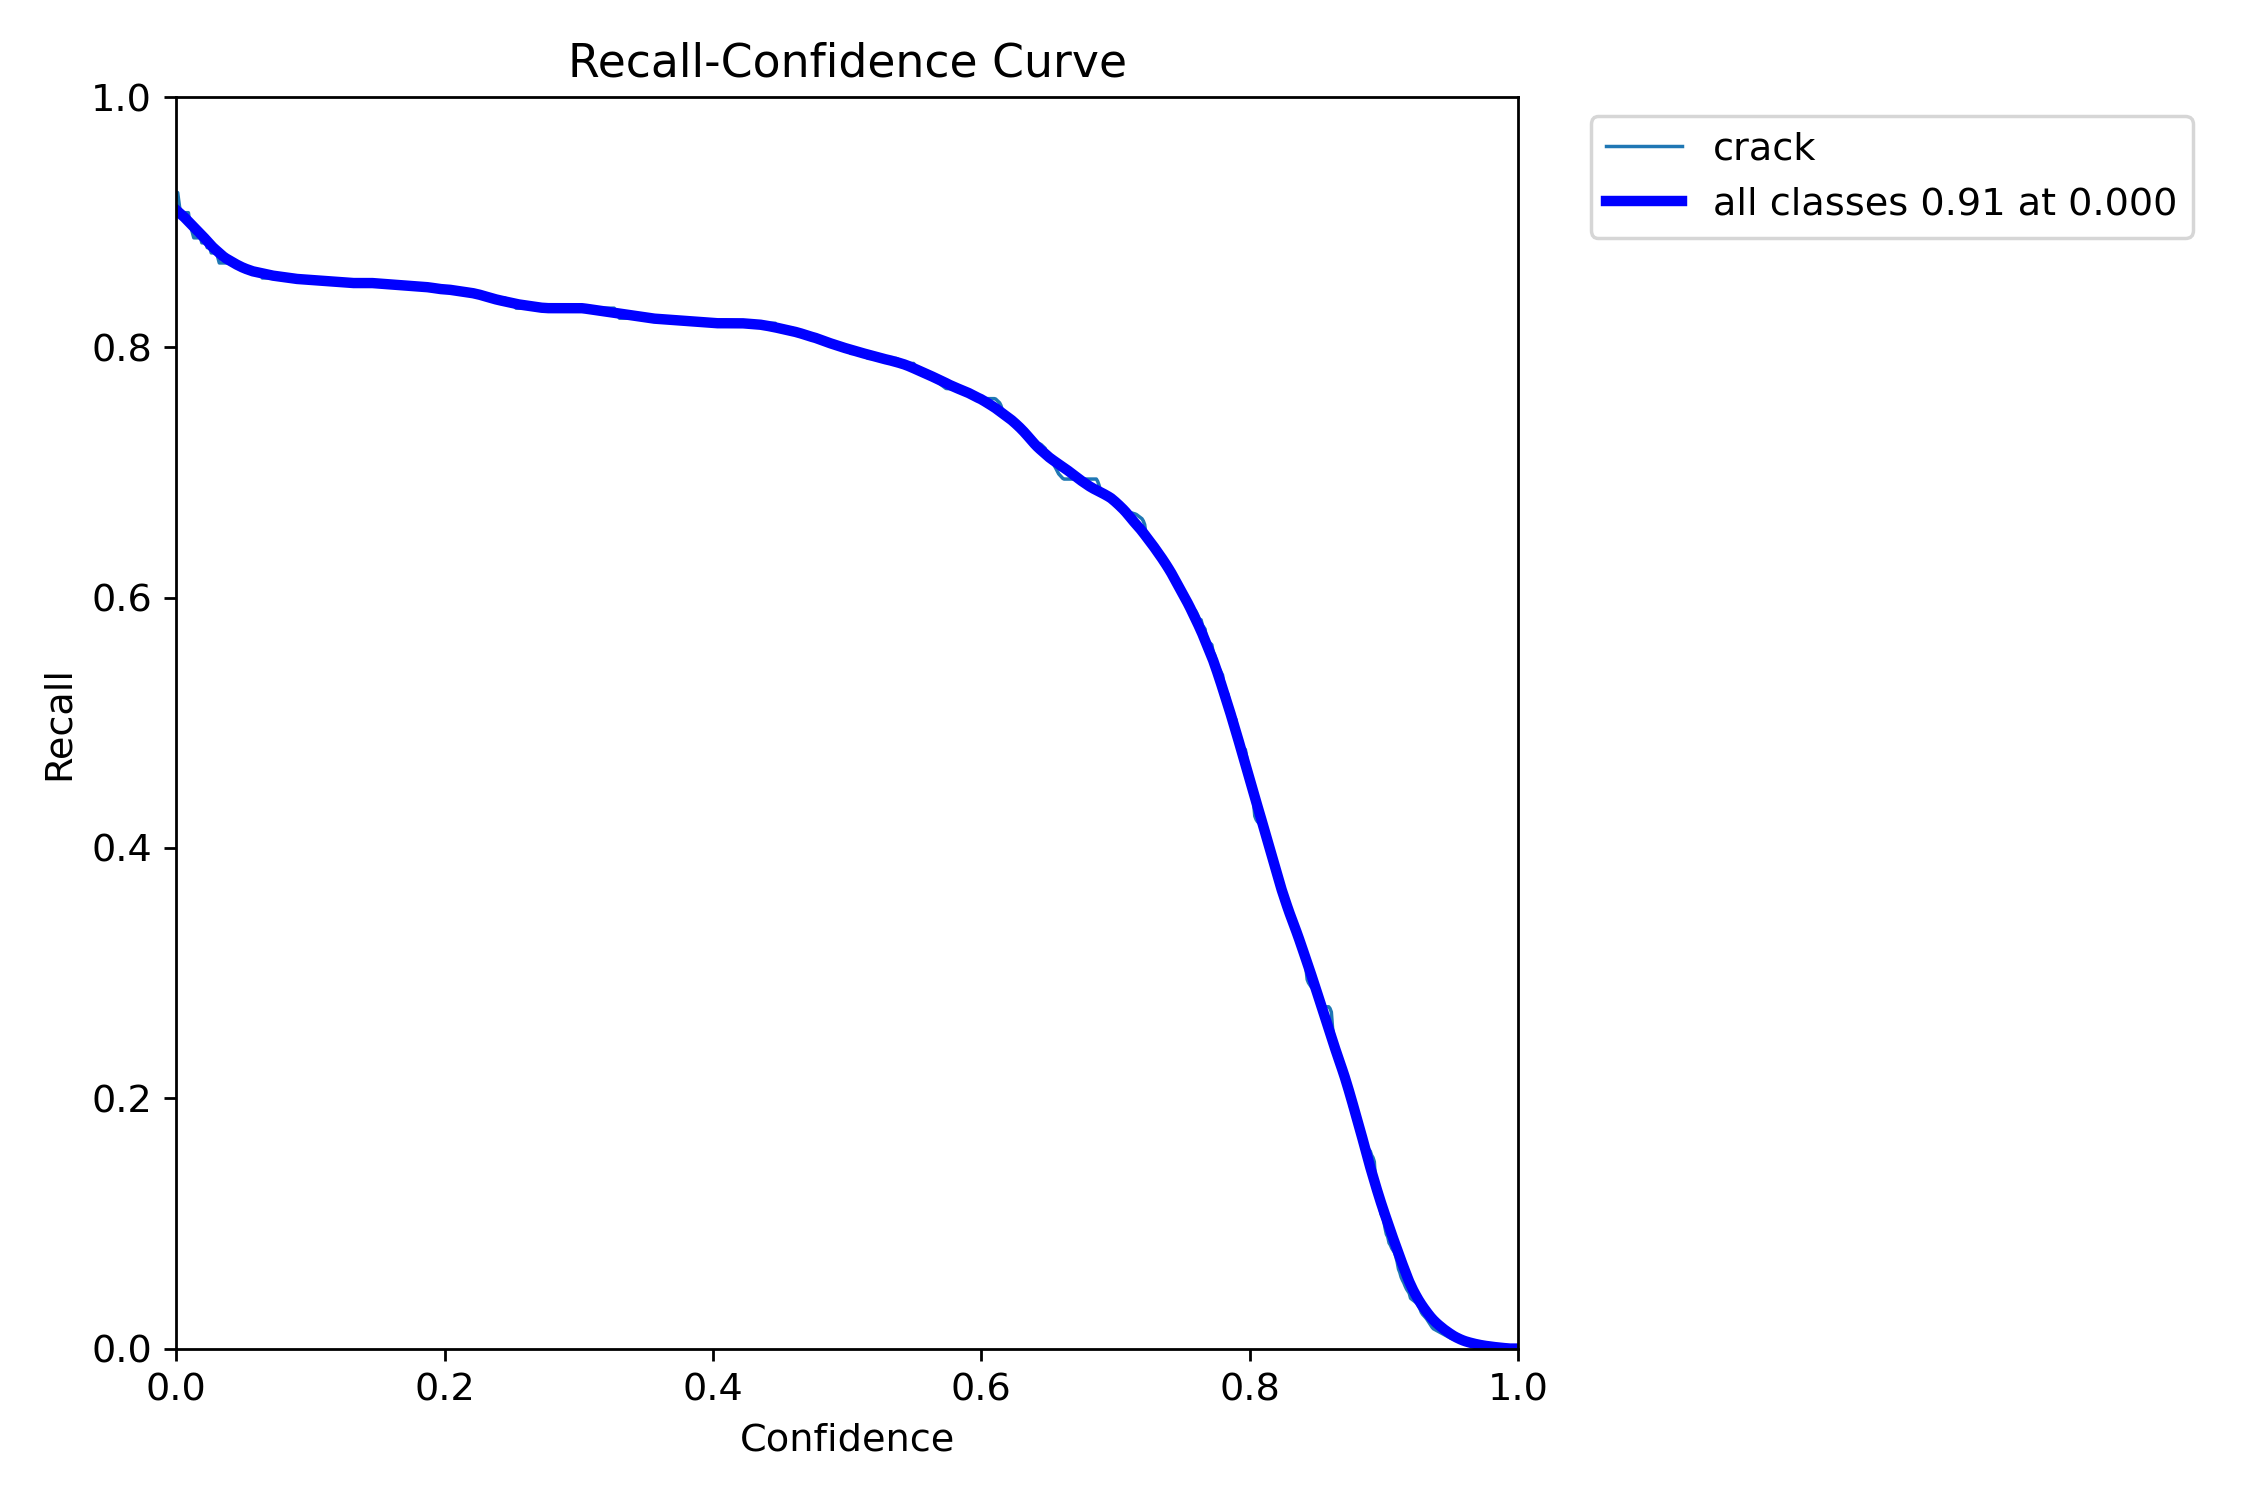 Recall-Confidence Curve
1.0
0.8
0.6
0.4
0.2
0.0
Recall
0.0 0.2 0.4 0.6 0.8 1.0
Confidence
crack
all classes 0.91 at 0.000